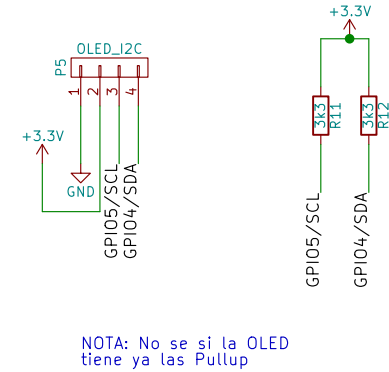 +3.3V
OLED_I2C
P5
1
2
3
4
+3.3V
GND
GPIO5/SCL
GPIO4/SDA
3k3
R11
3k3
R12
GPIO5/SCL
GPIO4/SDA
NOTA: No se si la OLED
tiene ya las Pullup